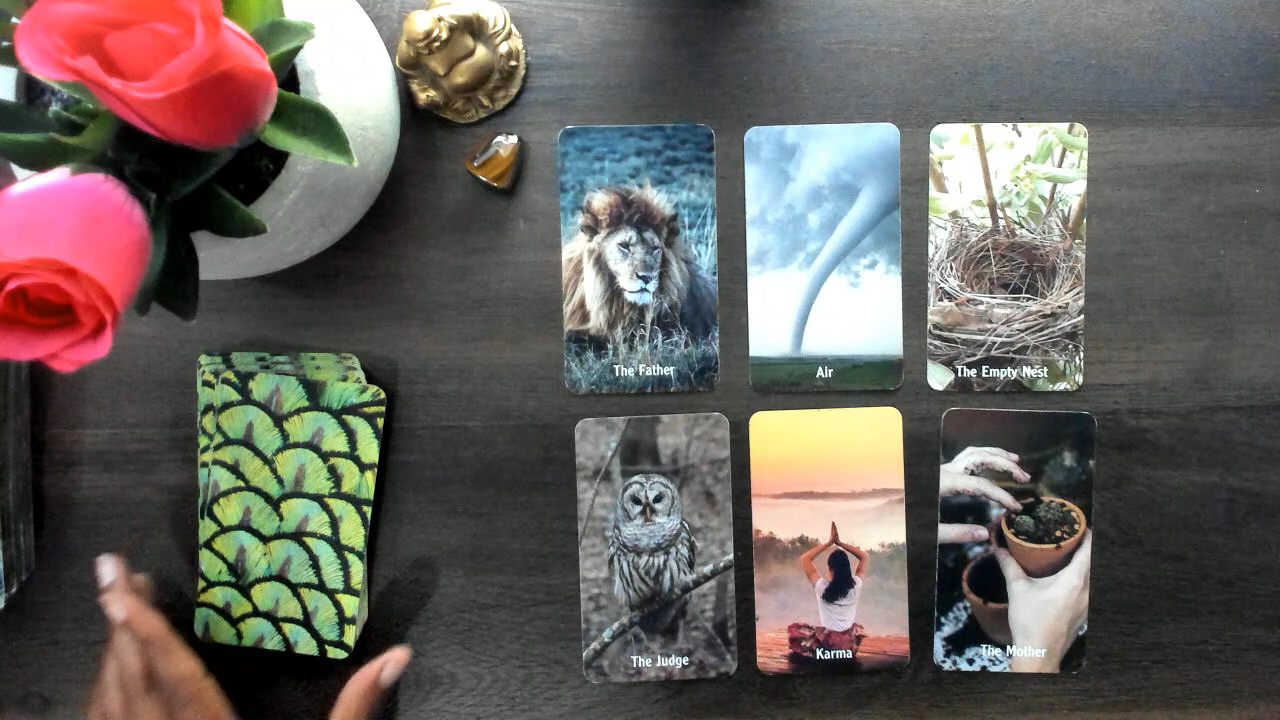 The Father
Air
The Empty Nest
The Judge
Karma
The Mother